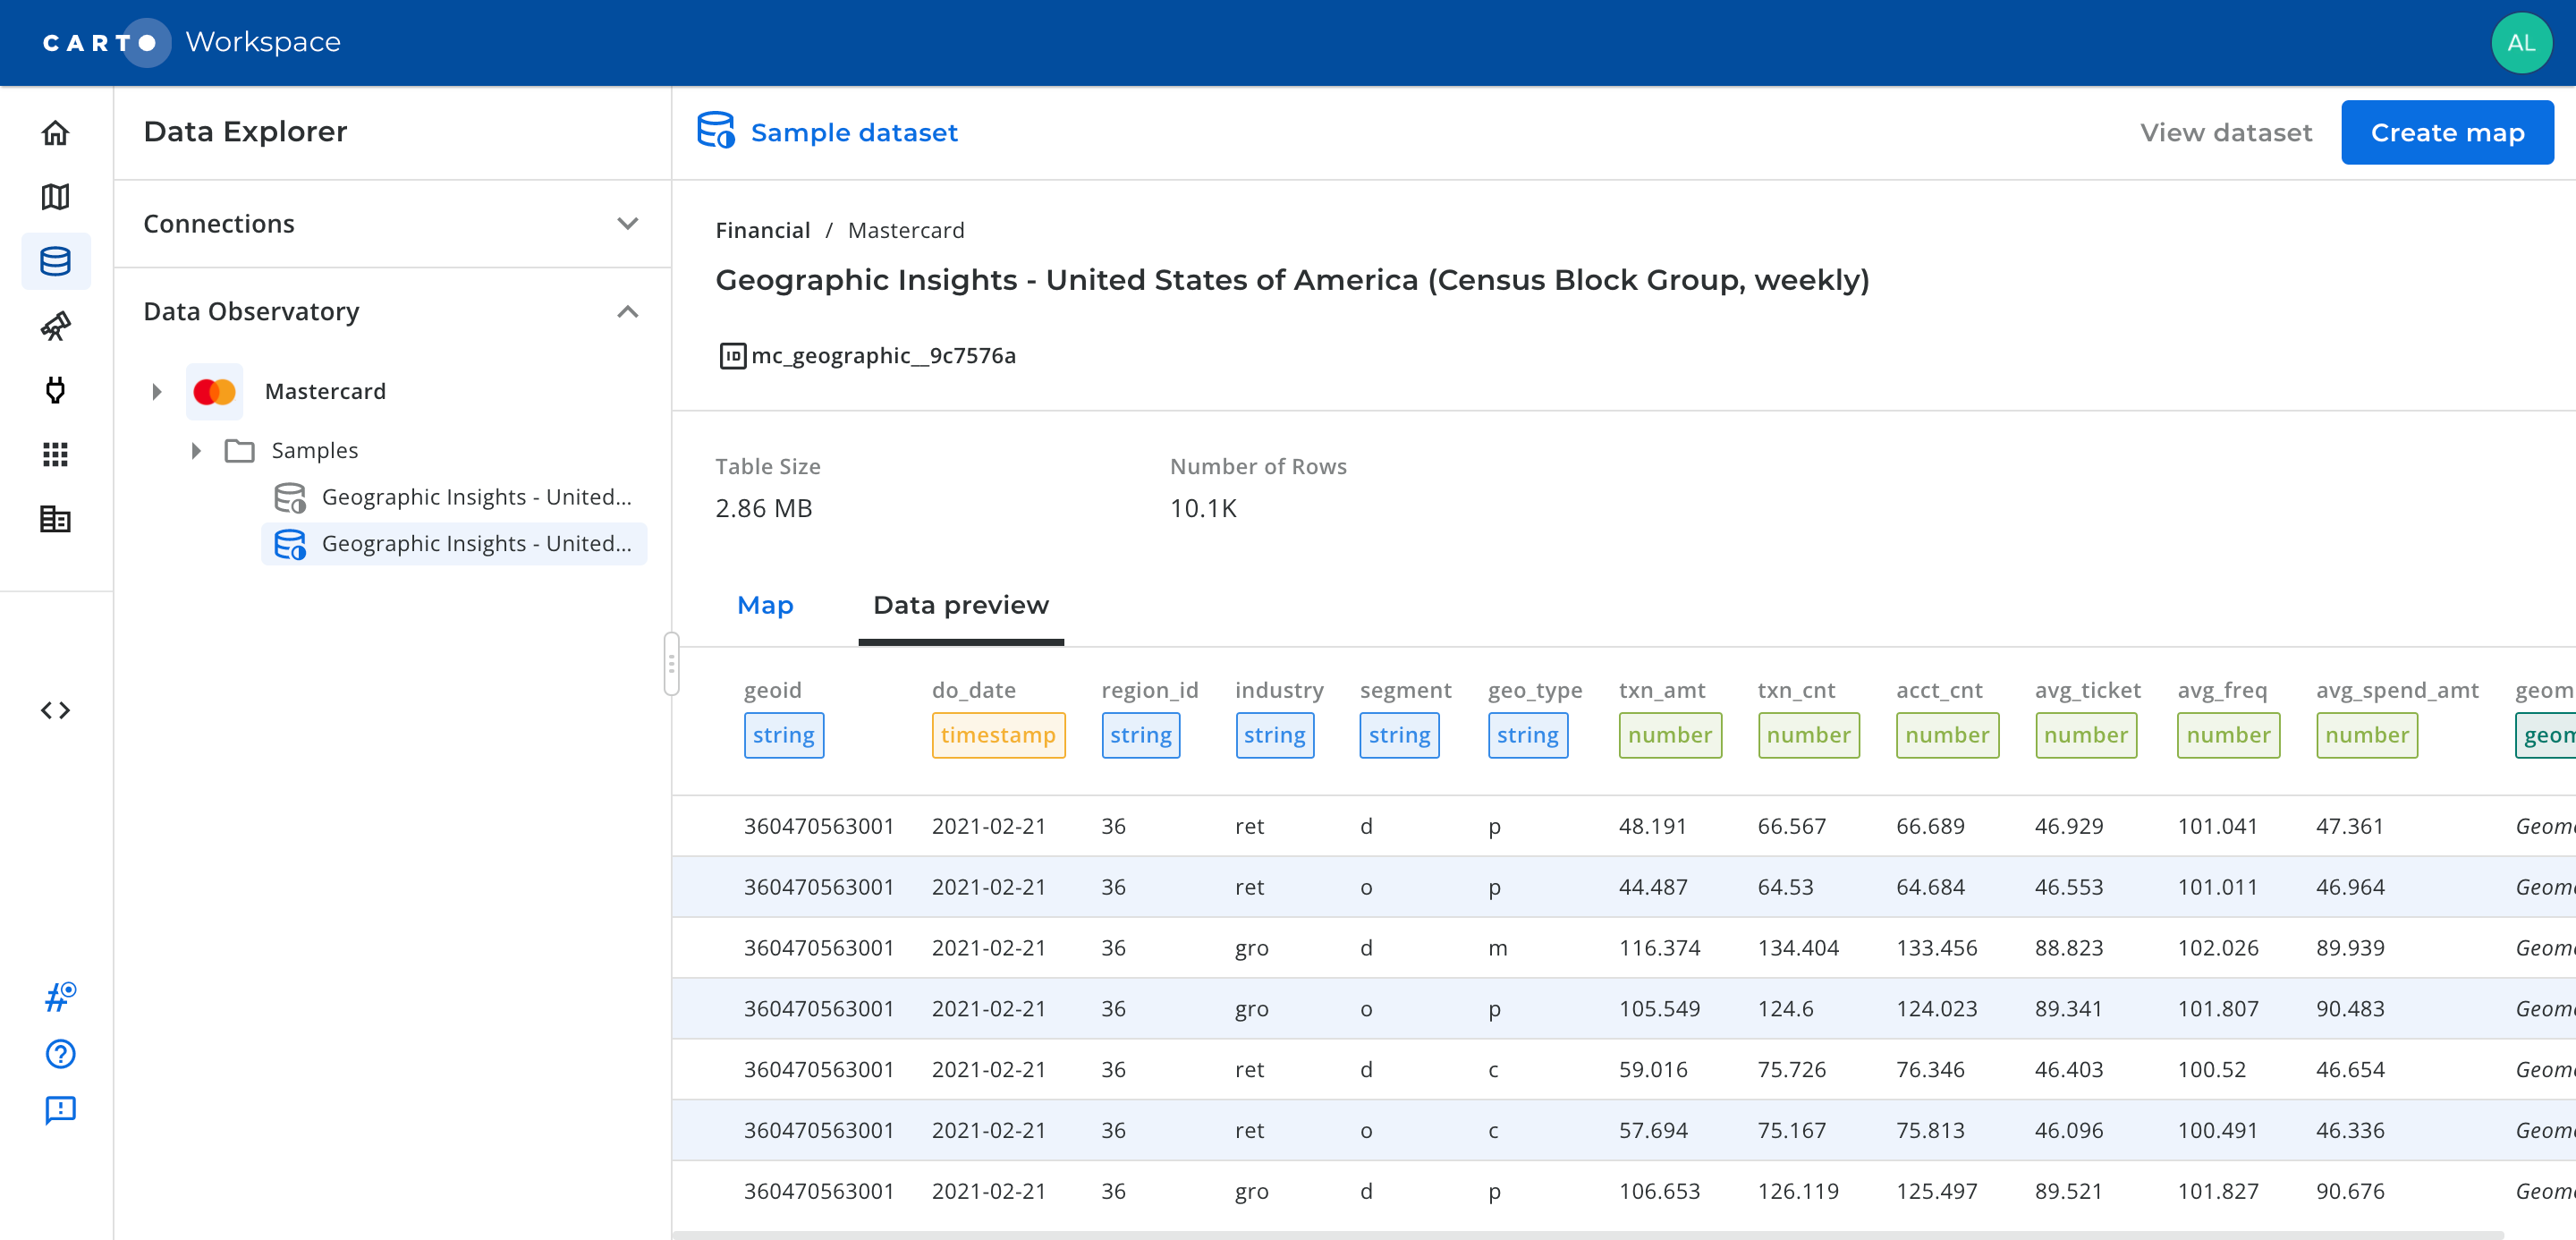 CARTO Workspace
AL
Data Explorer
Sample dataset
View dataset
Create map
Connections
Data Observatory
Mastercard
Samples
Geographic Insights - United...
Geographic Insights - United...
Financial / Mastercard
Geographic Insights - United States of America (Census Block Group, weekly)
ID mc_geographic__9c7576a
Table Size
2.86 MB
Number of Rows
10.1K
Map
Data preview
geoid do_date region_id industry segment geo_type txn_amt txn_cnt acct_cnt avg_ticket avg_freq avg_spend_amt geom
string timestamp string string string string number number number number number number geom
360470563001 2021-02-21 36 ret d p 48.191 66.567 66.689 46.929 101.041 47.361 Geome
360470563001 2021-02-21 36 ret o p 44.487 64.53 64.684 46.553 101.011 46.964 Geome
360470563001 2021-02-21 36 gro d m 116.374 134.404 133.456 88.823 102.026 89.939 Geome
360470563001 2021-02-21 36 gro o p 105.549 124.6 124.023 89.341 101.807 90.483 Geome
360470563001 2021-02-21 36 ret d c 59.016 75.726 76.346 46.403 100.52 46.654 Geome
360470563001 2021-02-21 36 ret o c 57.694 75.167 75.813 46.096 100.491 46.336 Geome
360470563001 2021-02-21 36 gro d p 106.653 126.119 125.497 89.521 101.827 90.676 Geome